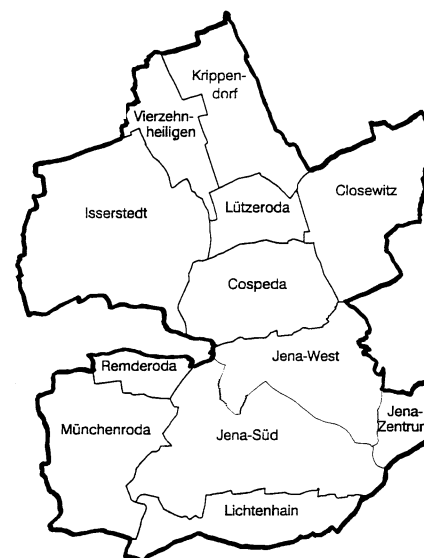 Krippen-
dorf
Vierzehn-
heiligen
Closewitz
Lützeroda
Isserstedt
Cospeda
Jena-West
Remderoda
Jena-
Zentrum
Münchenroda
Jena-Süd
Lichtenhain